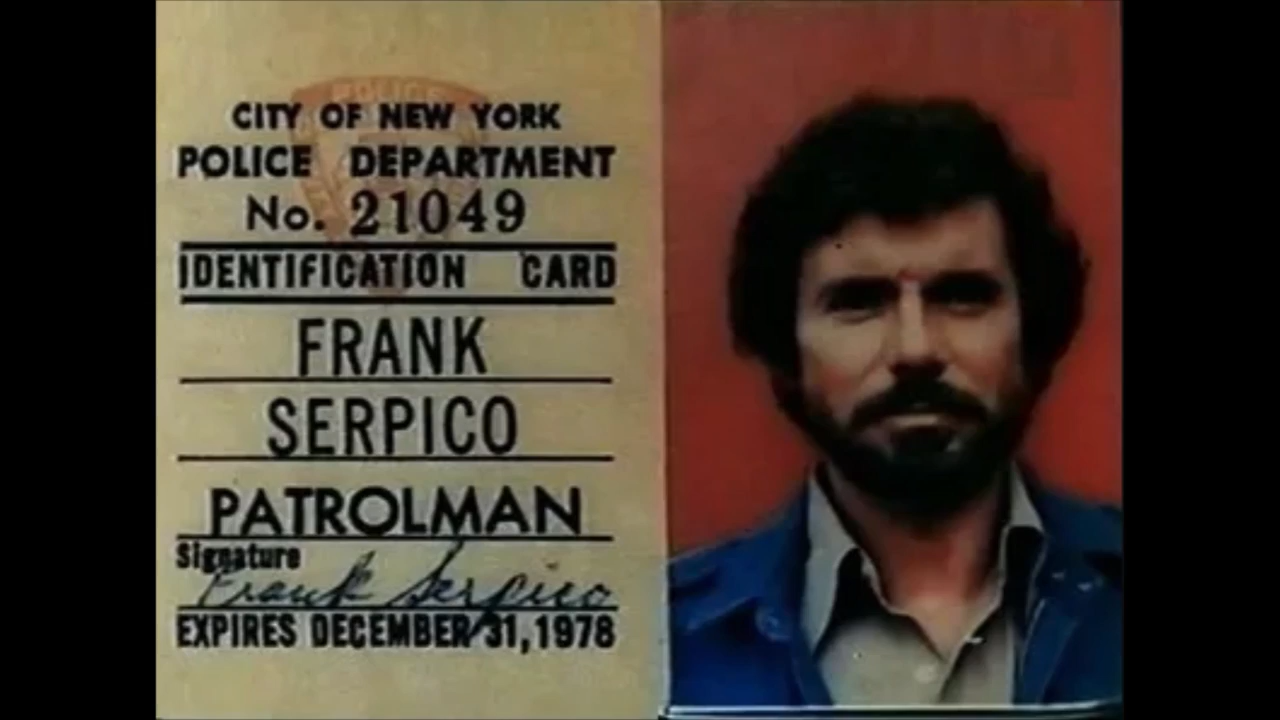 POLICE
CITY OF NEW YORK
POLICE DEPARTMENT
No. 21049
IDENTIFICATION CARD
FRANK
SERPICO
PATROLMAN
Signature
Frank Serpico
EXPIRES DECEMBER 31, 1978